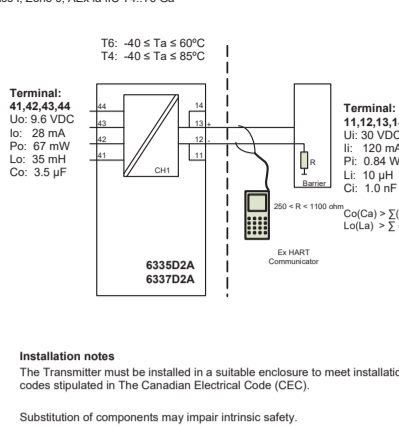 T6: -40 ≤ Ta ≤ 60ºC
T4: -40 ≤ Ta ≤ 85ºC
Terminal:
41,42,43,44
Uo: 9.6 VDC
Io: 28 mA
Po: 67 mW
Lo: 35 mH
Co: 3.5 µF
44
43
42
41
CH1
14
13 +
12 -
11
6335D2A
6337D2A
R
Barrier
250 < R < 1100 ohm
Ex HART
Communicator
Terminal:
11,12,13,1
Ui: 30 VDC
Ii: 120 mA
Pi: 0.84 W
Li: 10 µH
Ci: 1.0 nF
Co(Ca) > ∑(
Lo(La) > ∑
Installation notes
The Transmitter must be installed in a suitable enclosure to meet
codes stipulated in The Canadian Electrical Code (CEC).
Substitution of components may impair intrinsic safety.